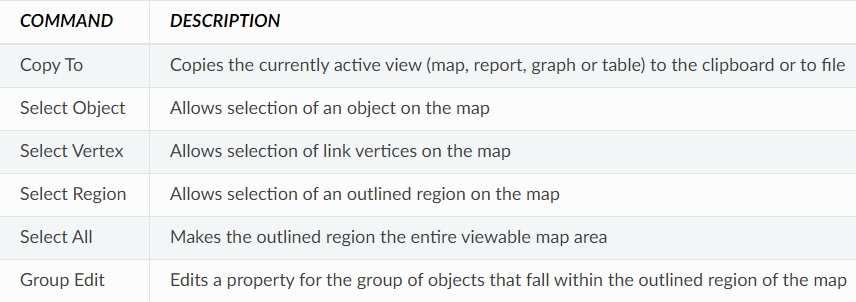 COMMAND DESCRIPTION
Copy To Copies the currently active view (map, report, graph or table) to the clipboard or to file
Select Object Allows selection of an object on the map
Select Vertex Allows selection of link vertices on the map
Select Region Allows selection of an outlined region on the map
Select All Makes the outlined region the entire viewable map area
Group Edit Edits a property for the group of objects that fall within the outlined region of the map